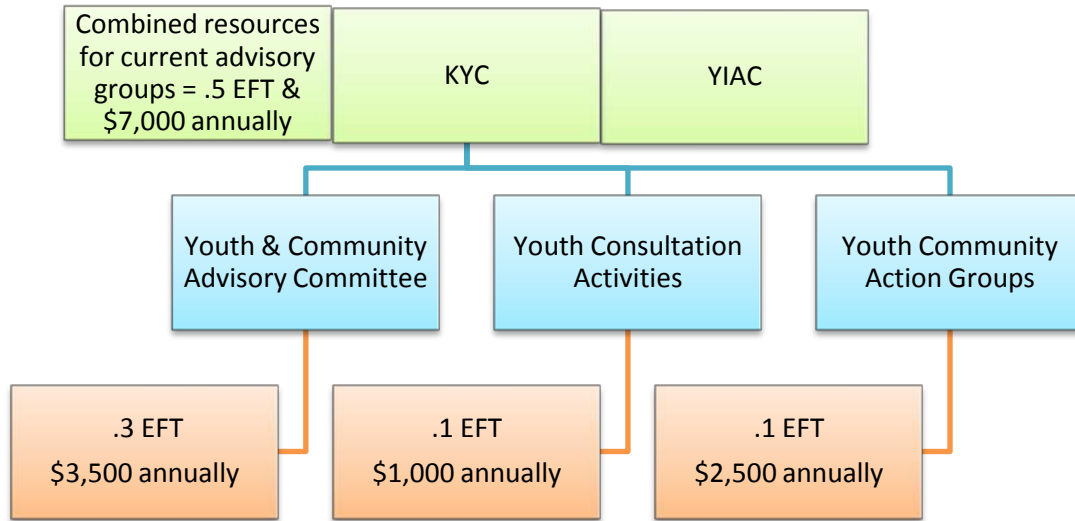 Combined resources
for current advisory
groups = .5 EFT &
$7,000 annually
KYC
YIAC
Youth & Community
Advisory Committee
Youth Consultation
Activities
Youth Community
Action Groups
.3 EFT
$3,500 annually
.1 EFT
$1,000 annually
.1 EFT
$2,500 annually